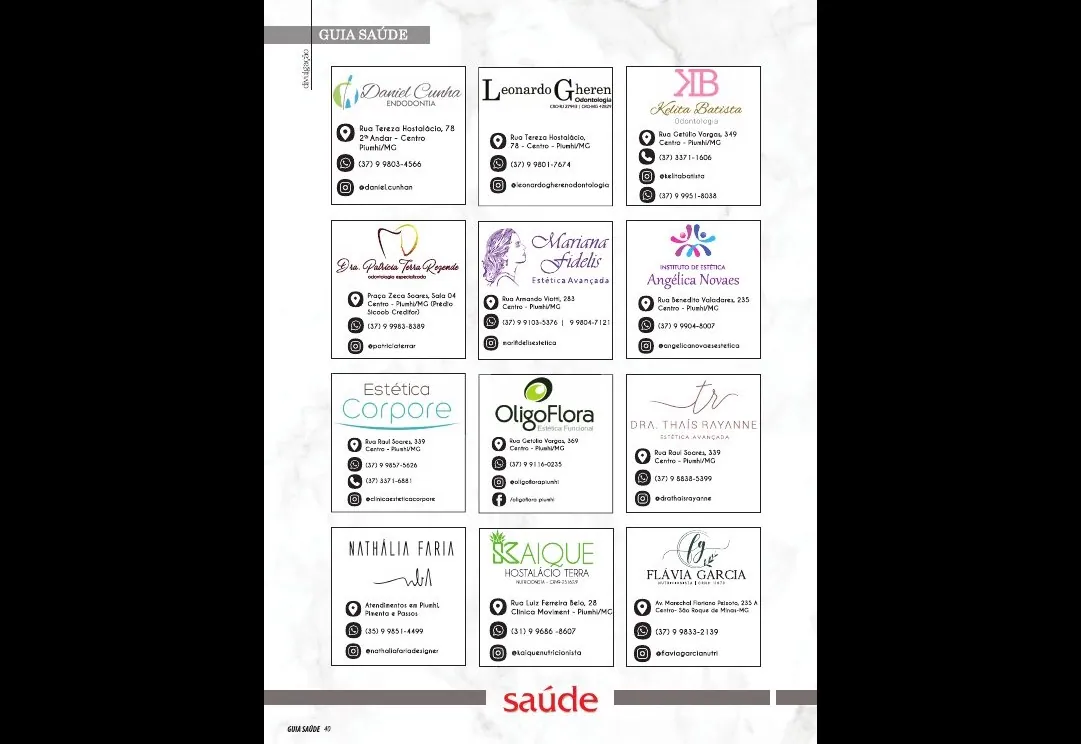 GUIA SAÚDE
divulgação
Daniel Cunha
ENDODONTIA
Rua Tereza Hostalácio, 78
2º Andar - Centro
Piumhi/MG
(37) 9 9803-4566
@daniel.cunhan
Leonardo Gheren
Odontologia
Rua Tereza Hostalácio,
78 - Centro - Piumhi/MG
(37) 9 9801-7674
@leonardogherenodontologia
KB
Kelita Batista
Odontologia
Rua Getúlio Vargas, 349
Centro - Piumhi/MG
(37) 3371-1606
@kelitabatista
(37) 9 9951-8038
Dra. Patrícia Terra Rezende
odontologia especializada
Praça Zeca Soares, Sala 04
Centro - Piumhi/MG (Prédio
Sicoob Credifor)
(37) 9 9983-8389
@patriciaterrar
Mariana
Fidelis
Estética Avançada
Rua Armando Viotti, 283
Centro - Piumhi/MG
(37) 9 9103-5376 | 9 9804-7121
marifidelisestetica
INSTITUTO DE ESTÉTICA
Angélica Novaes
Rua Benedito Valadares, 235
Centro - Piumhi/MG
(37) 9 9904-8007
@angelicanovaesestetica
Estética
Corpore
Rua Raul Soares, 339
Centro - Piumhi/MG
(37) 9 9857-5626
(37) 3371-6881
@clinicaesteticacorpore
OligoFlora
Estética Funcional
Rua Getúlio Vargas, 369
Centro - Piumhi/MG
(37) 9 9116-0235
@oligoflorapiumhi
/oligoflora piumhi
tr
DRA. THAÍS RAYANNE
ESTÉTICA AVANÇADA
Rua Raul Soares, 339
Centro - Piumhi/MG
(37) 9 8838-5399
@drathaisrayanne
NATHÁLIA FARIA
Atendimentos em Piumhi,
Pimenta e Passos
(35) 9 9851-4499
@nathaliafariadesigner
KAIQUE
HOSTALÁCIO TERRA
Rua Luiz Ferreira Belo, 28
Clínica Moviment - Piumhi/MG
(31) 9 9686 -8607
@kaiquenutricionista
fg
FLÁVIA GARCIA
Av. Marechal Floriano Peixoto, 235 A
Centro- São Roque de Minas-MG
(37) 9 9833-2139
@faviagarcianutri
saúde
GUIA SAÚDE 40